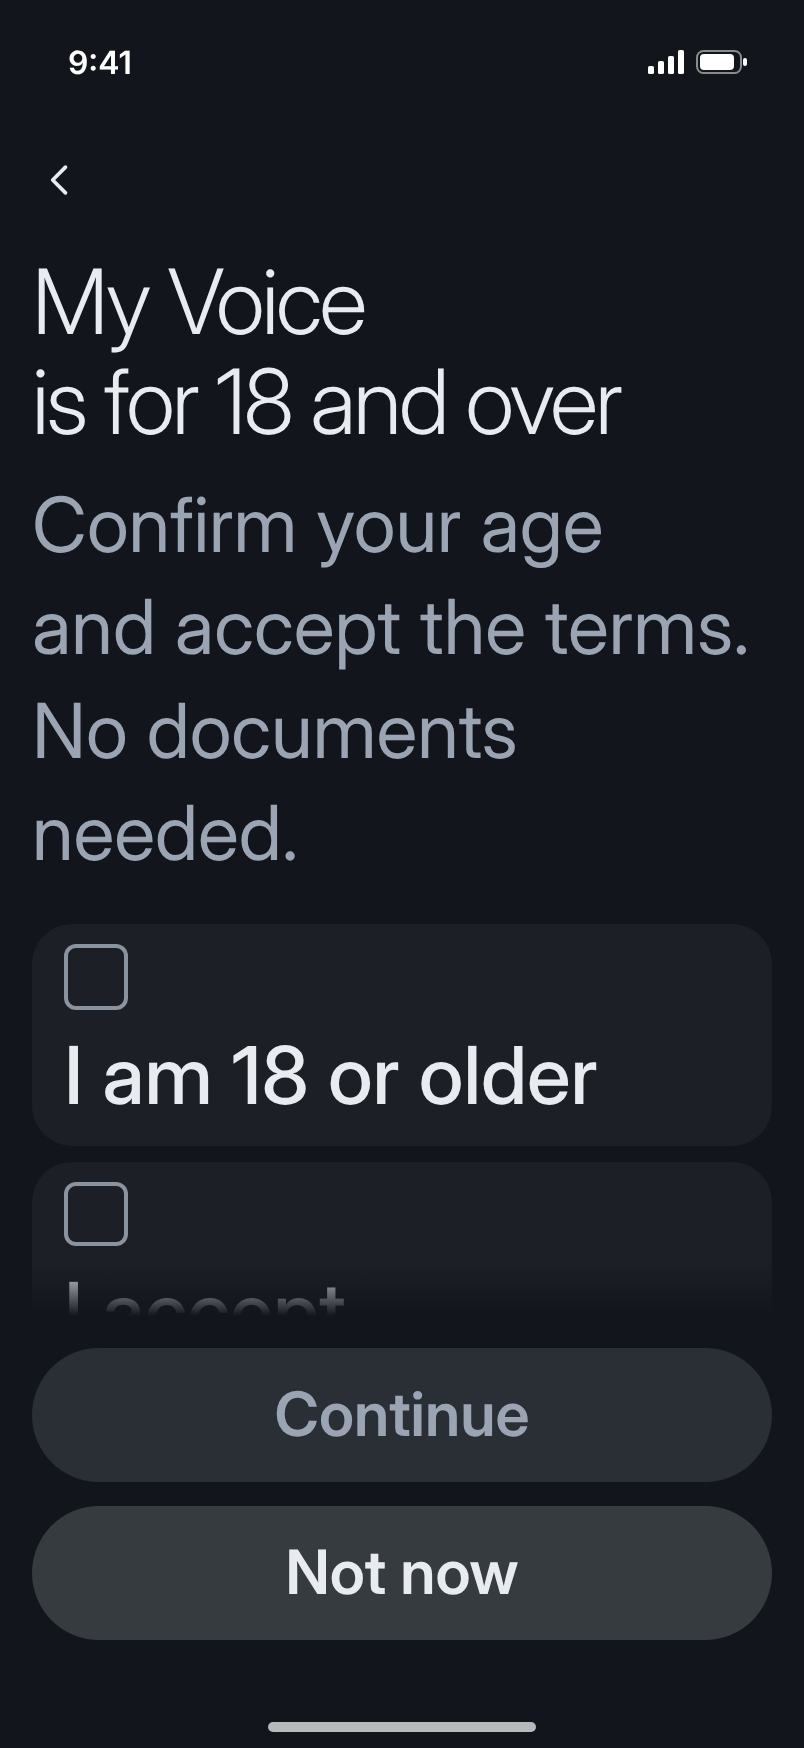 9:41
My Voice
is for 18 and over
Confirm your age
and accept the terms.
No documents
needed.
I am 18 or older
I accept
Continue
Not now